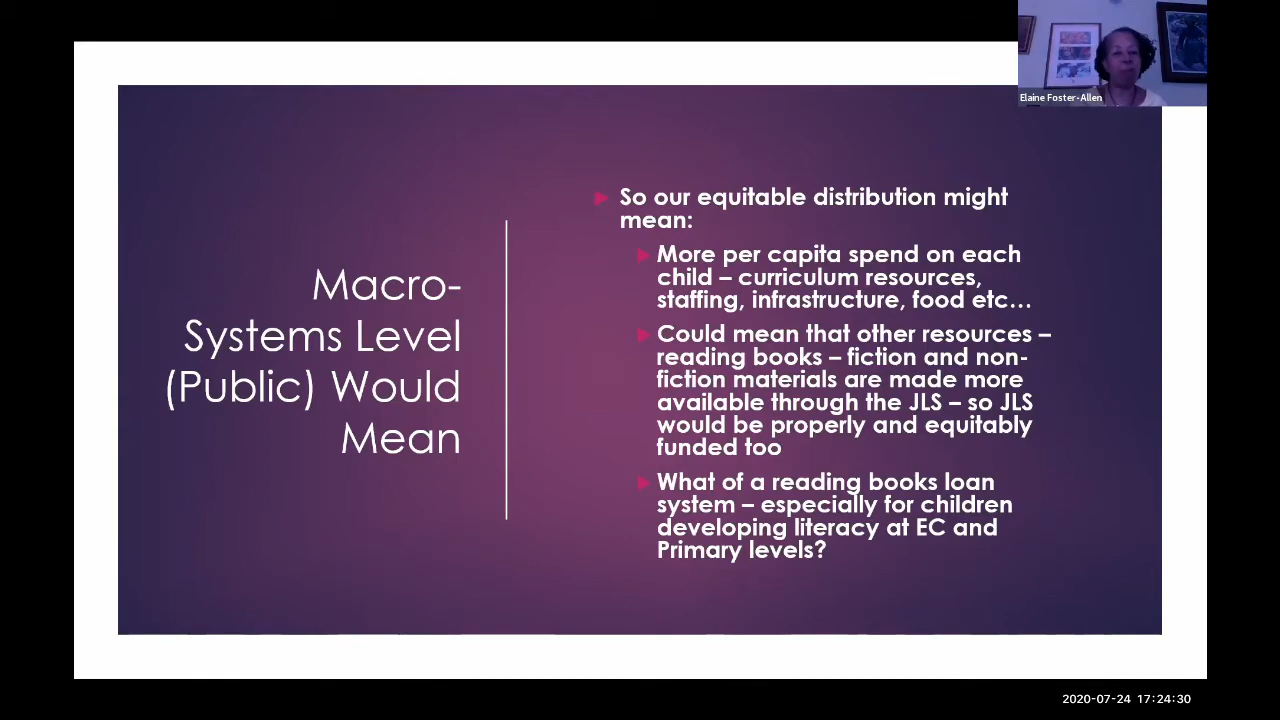 Elaine Foster-Allen
Macro-
Systems Level
(Public) Would
Mean
So our equitable distribution might
mean:
More per capita spend on each
child – curriculum resources,
staffing, infrastructure, food etc…
Could mean that other resources –
reading books – fiction and non-
fiction materials are made more
available through the JLS – so JLS
would be properly and equitably
funded too
What of a reading books loan
system – especially for children
developing literacy at EC and
Primary levels?
2020-07-24 17:24:30